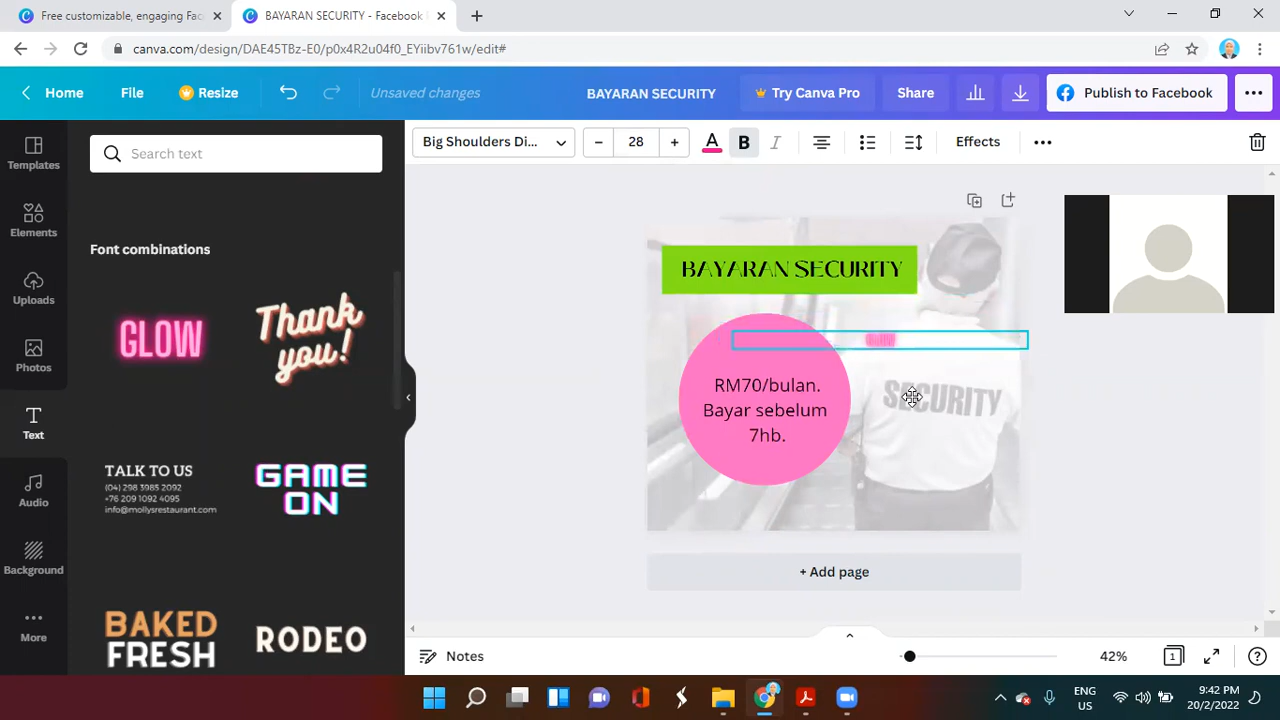 Free customizable, engaging Fac
BAYARAN SECURITY - Facebook
canva.com/design/DAE45TBz-E0/p0x4R2u04f0_EYiibv761w/edit#
Home
File
Resize
Unsaved changes
BAYARAN SECURITY
Try Canva Pro
Share
Publish to Facebook
Templates
Elements
Uploads
Photos
Text
Audio
Background
More
Search text
Font combinations
GLOW
Thank you!
TALK TO US
(04) 298 3985 2092
+76 209 1092 4095
info@mollysrestaurant.com
GAME ON
BAKED FRESH
RODEO
Big Shoulders Di...
28
A
B
I
Effects
BAYARAN SECURITY
GLOW
RM70/bulan.
Bayar sebelum
7hb.
SECURITY
+ Add page
Notes
42%
1
ENG
US
9:42 PM
20/2/2022